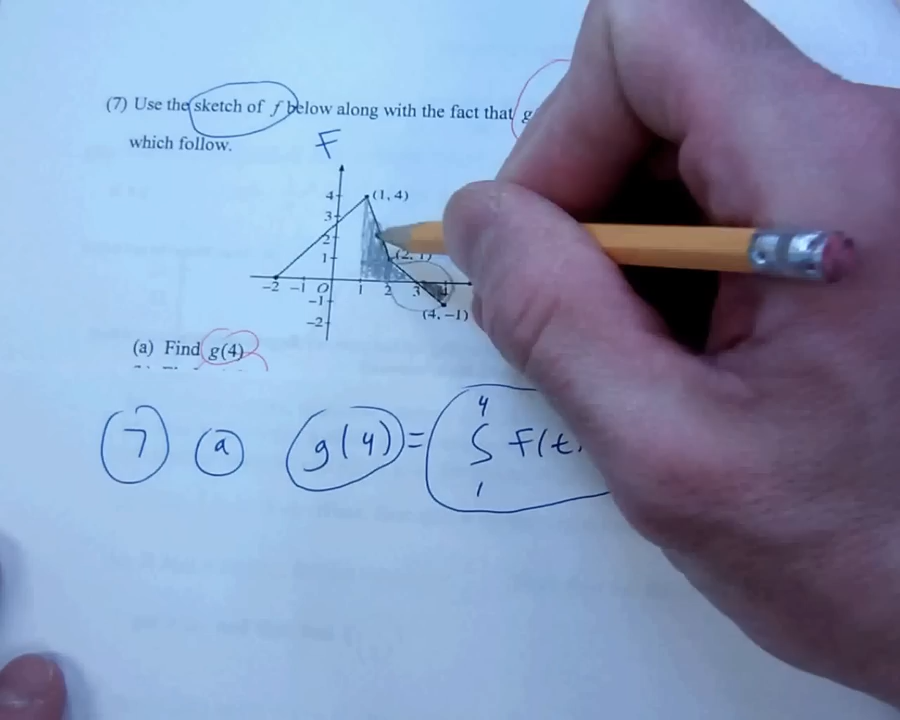 (7) Use the sketch of f below along with the fact that g
which follow.
F
4 (1, 4)
3
2
1 (2, 1)
-2 -1 O 1 2 3 4
-1
-2 (4, -1)
(a) Find g(4)
7 a g(4) = ∫ F(t)
4
1